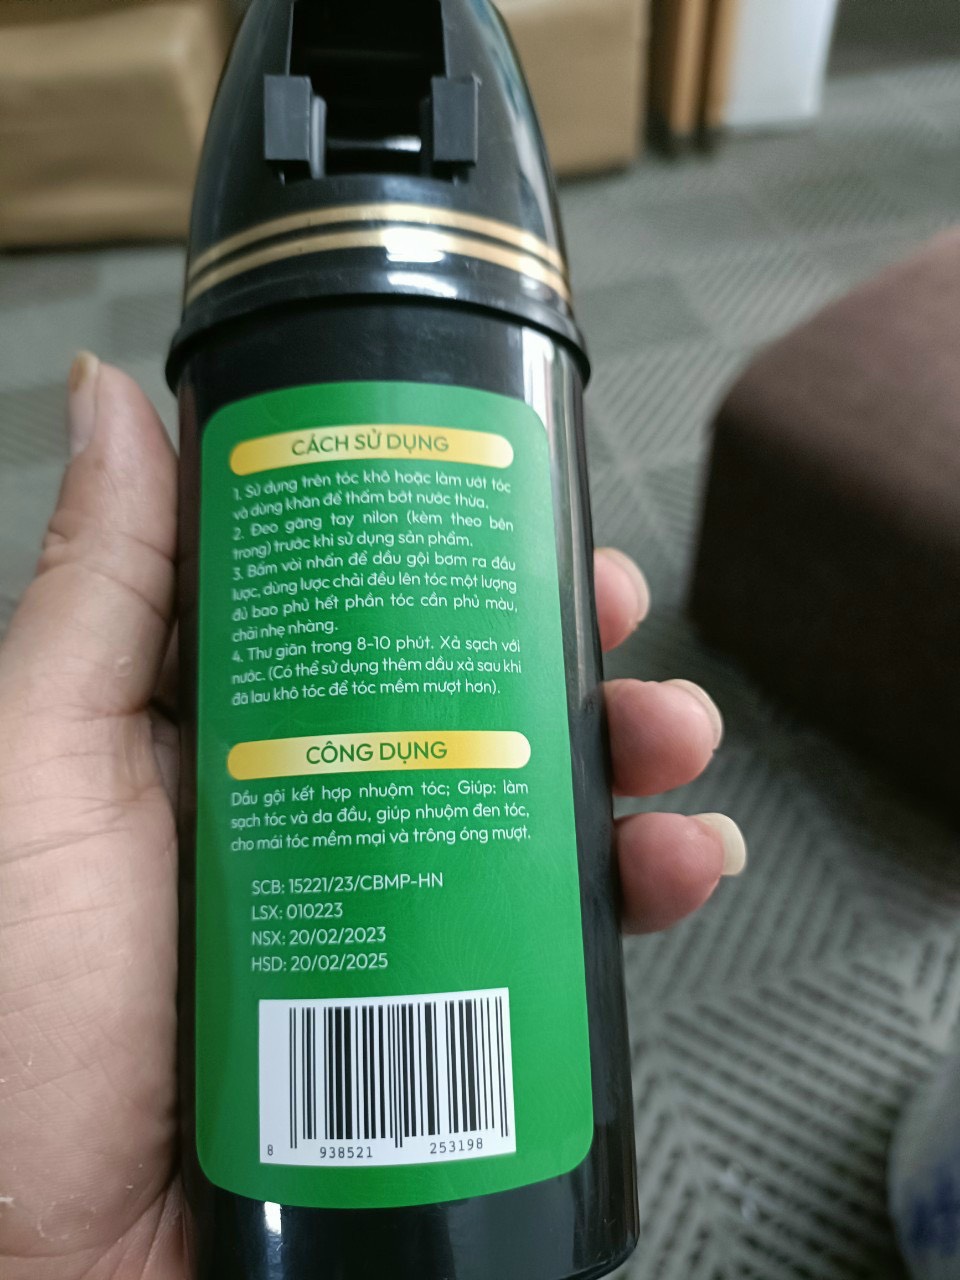 CÁCH SỬ DỤNG
1. Sử dụng trên tóc khô hoặc làm ướt tóc
và dùng khăn để thấm bớt nước thừa.
2. Đeo găng tay nilon (kèm theo bên
trong) trước khi sử dụng sản phẩm.
3. Bấm vòi nhấn để dầu gội bơm ra đầu
lược, dùng lược chải đều lên tóc một lượng
đủ bao phủ hết phần tóc cần phủ màu,
chải nhẹ nhàng.
4. Thư giãn trong 8-10 phút. Xả sạch với
nước. (Có thể sử dụng thêm dầu xả sau khi
đã lau khô tóc để tóc mềm mượt hơn).
CÔNG DỤNG
Dầu gội kết hợp nhuộm tóc; Giúp: làm
sạch tóc và da đầu, giúp nhuộm đen tóc,
cho mái tóc mềm mại và trông óng mượt.
SCB: 15221/23/CBMP-HN
LSX: 010223
NSX: 20/02/2023
HSD: 20/02/2025
8 938521 253198